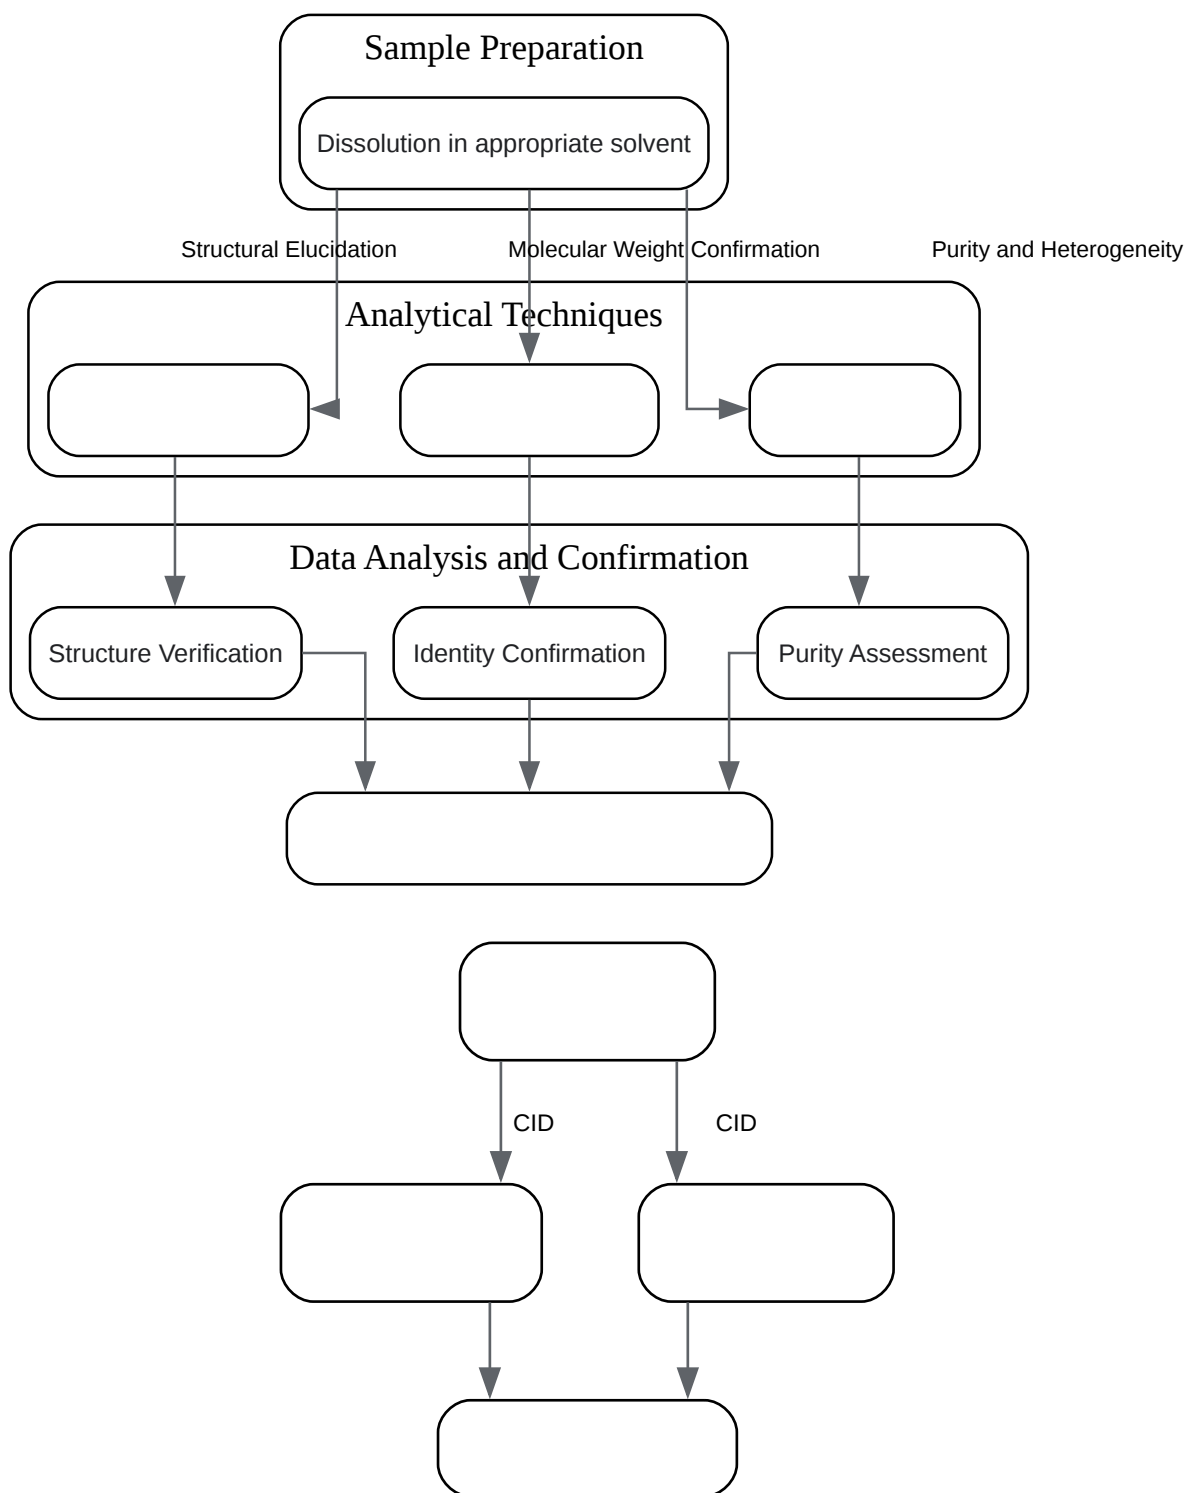 Sample Preparation
Dissolution in appropriate solvent
Structural Elucidation
Molecular Weight Confirmation
Purity and Heterogeneity
Analytical Techniques
Data Analysis and Confirmation
Structure Verification
Identity Confirmation
Purity Assessment
CID
CID